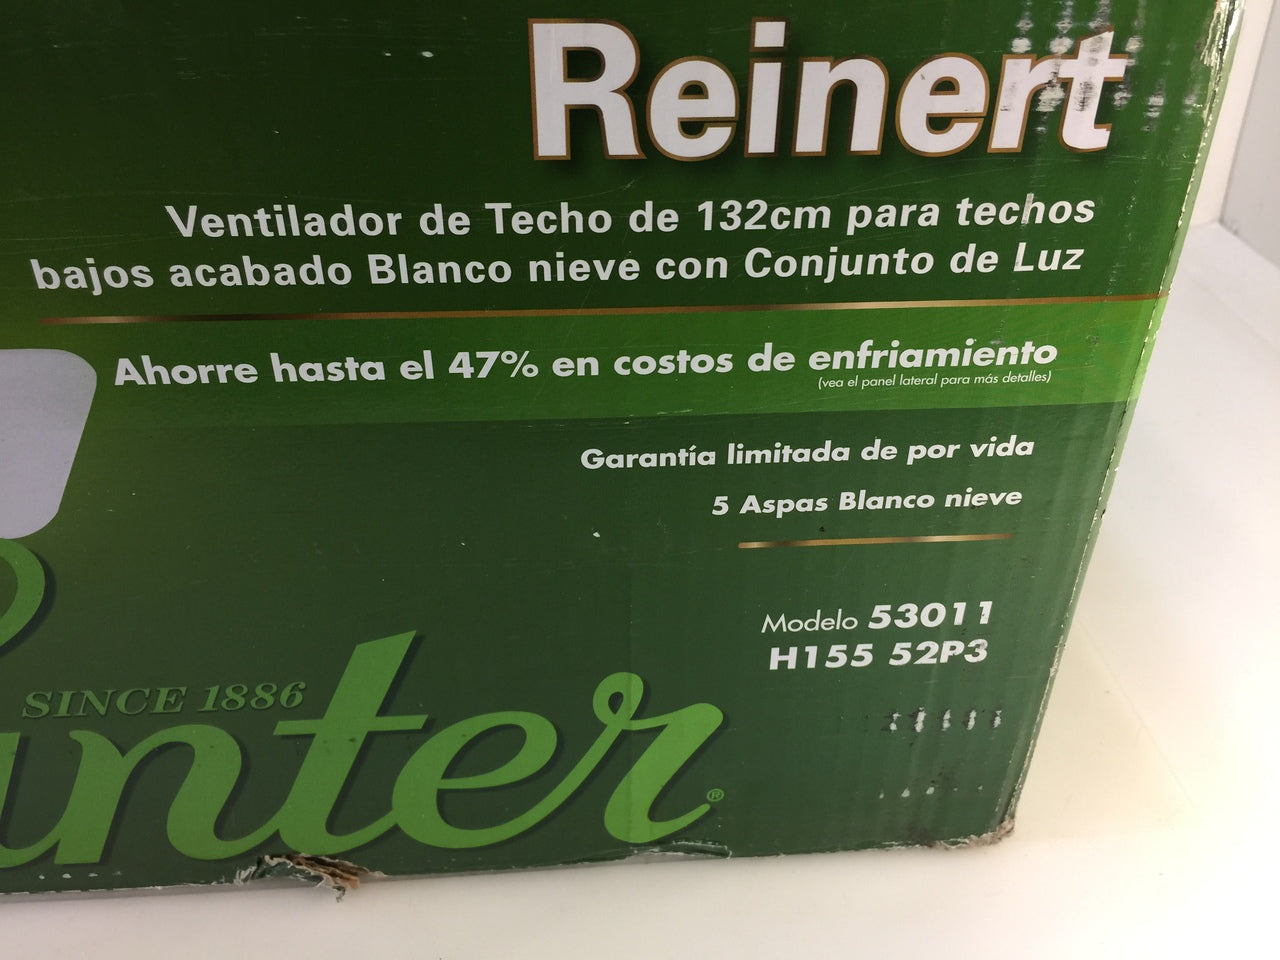 Reinert
Ventilador de Techo de 132cm para techos
bajos acabado Blanco nieve con Conjunto de Luz
Ahorre hasta el 47% en costos de enfriamiento
(vea el panel lateral para más detalles)
Garantía limitada de por vida
5 Aspas Blanco nieve
Modelo 53011
H155 52P3
SINCE 1886
unter®